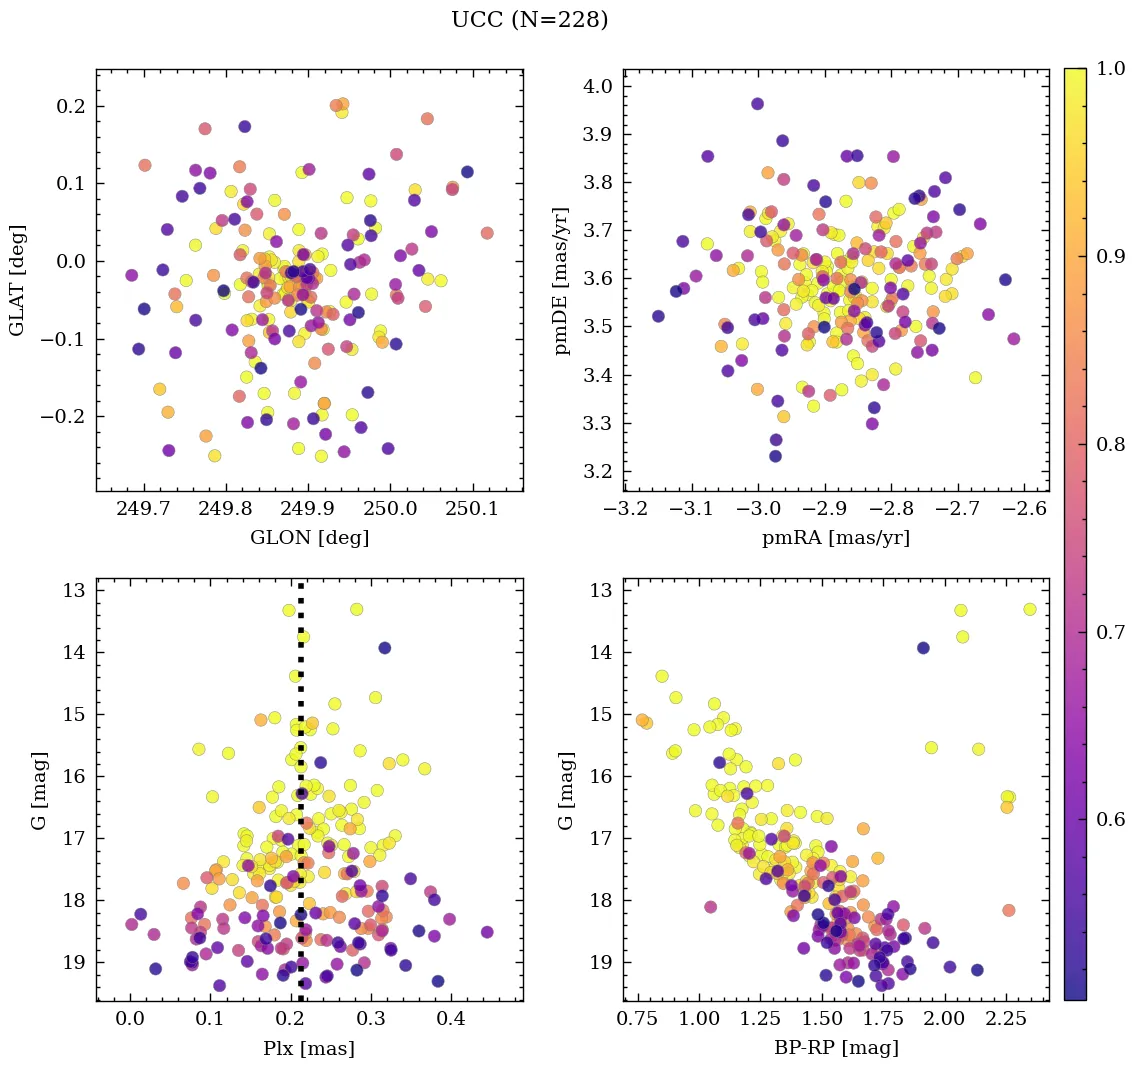 UCC (N=228)
0.2
0.1
0.0
−0.1
−0.2
GLAT [deg]
249.7 249.8 249.9 250.0 250.1
GLON [deg]
4.0
3.9
3.8
3.7
3.6
3.5
3.4
3.3
3.2
pmDE [mas/yr]
−3.2 −3.1 −3.0 −2.9 −2.8 −2.7 −2.6
pmRA [mas/yr]
13
14
15
16
17
18
19
G [mag]
0.0 0.1 0.2 0.3 0.4
Plx [mas]
13
14
15
16
17
18
19
G [mag]
0.75 1.00 1.25 1.50 1.75 2.00 2.25
BP-RP [mag]
1.0
0.9
0.8
0.7
0.6